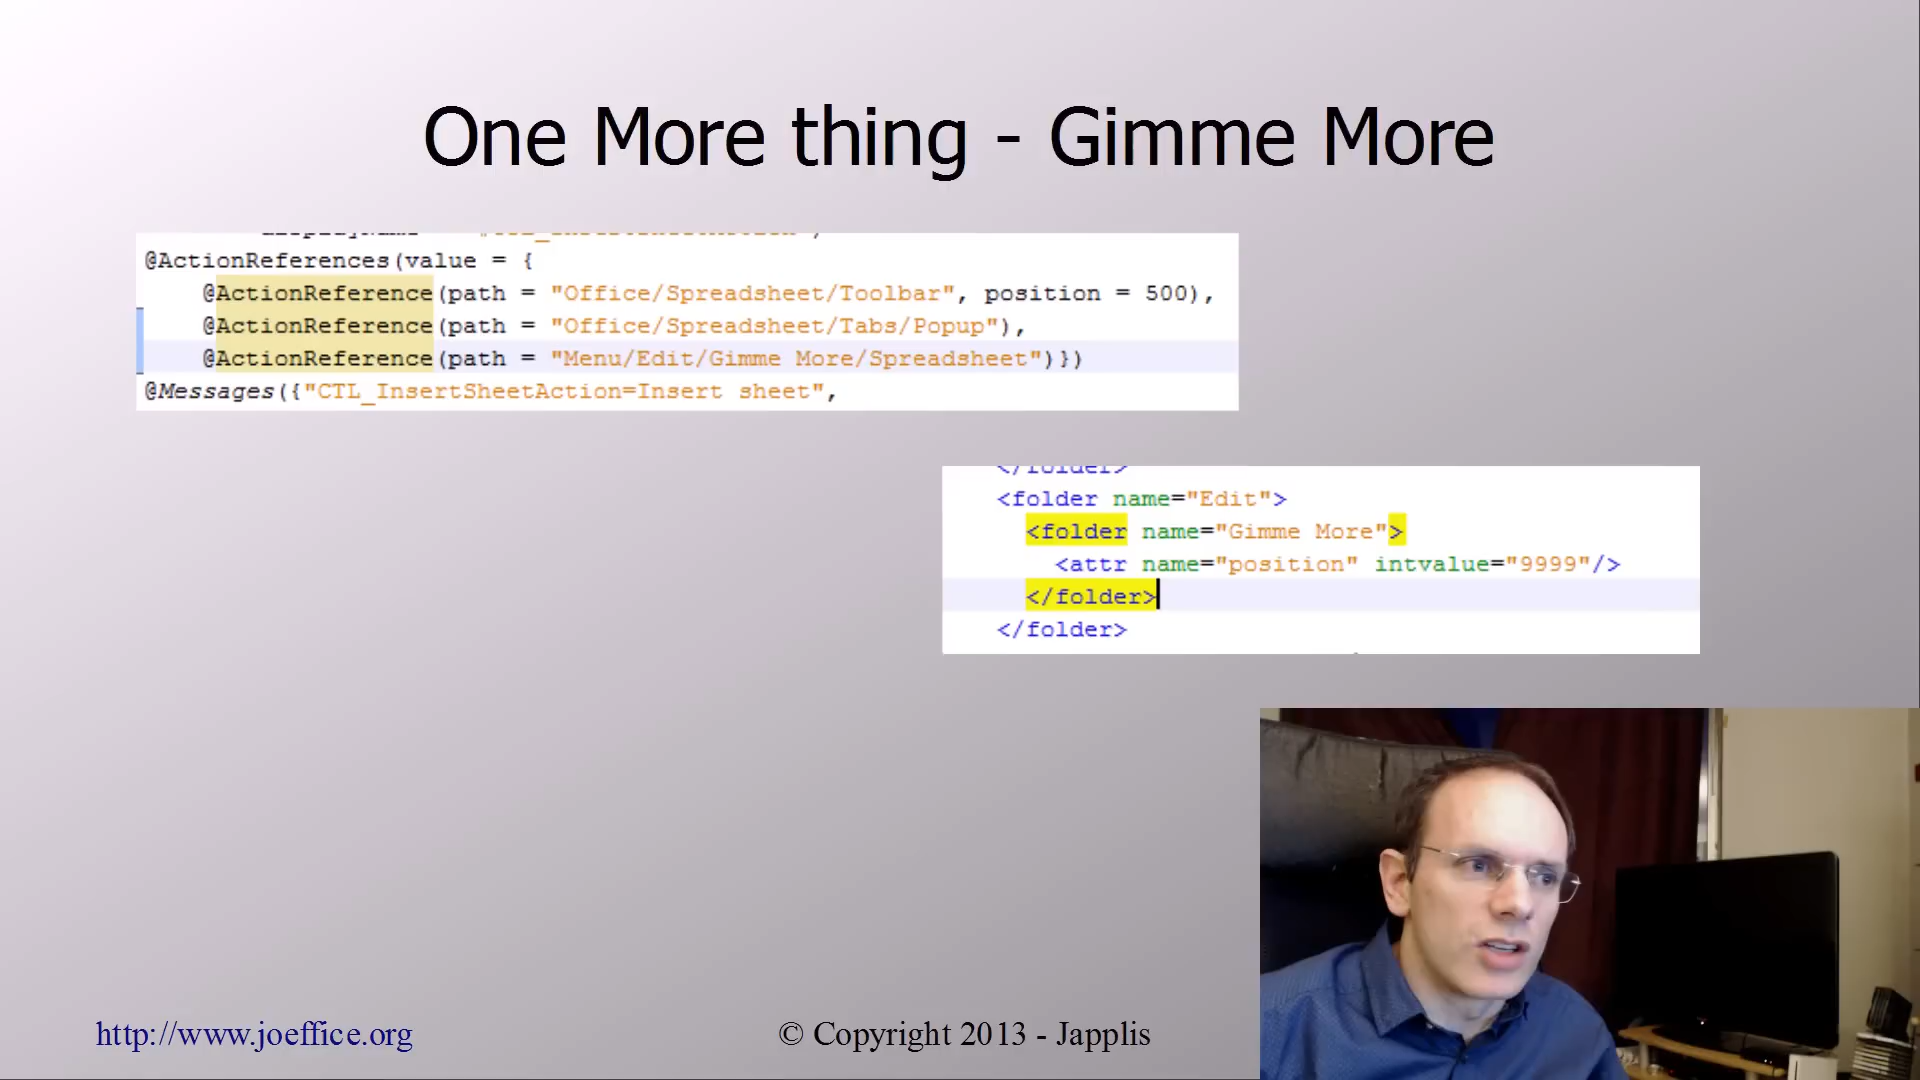 One More thing - Gimme More
@ActionReferences(value = {
@ActionReference(path = "Office/Spreadsheet/Toolbar", position = 500),
@ActionReference(path = "Office/Spreadsheet/Tabs/Popup"),
@ActionReference(path = "Menu/Edit/Gimme More/Spreadsheet")})
@Messages({"CTL_InsertSheetAction=Insert sheet",
</folder>
<folder name="Edit">
<folder name="Gimme More">
<attr name="position" intvalue="9999"/>
</folder>
</folder>
http://www.joeffice.org
© Copyright 2013 - Japplis